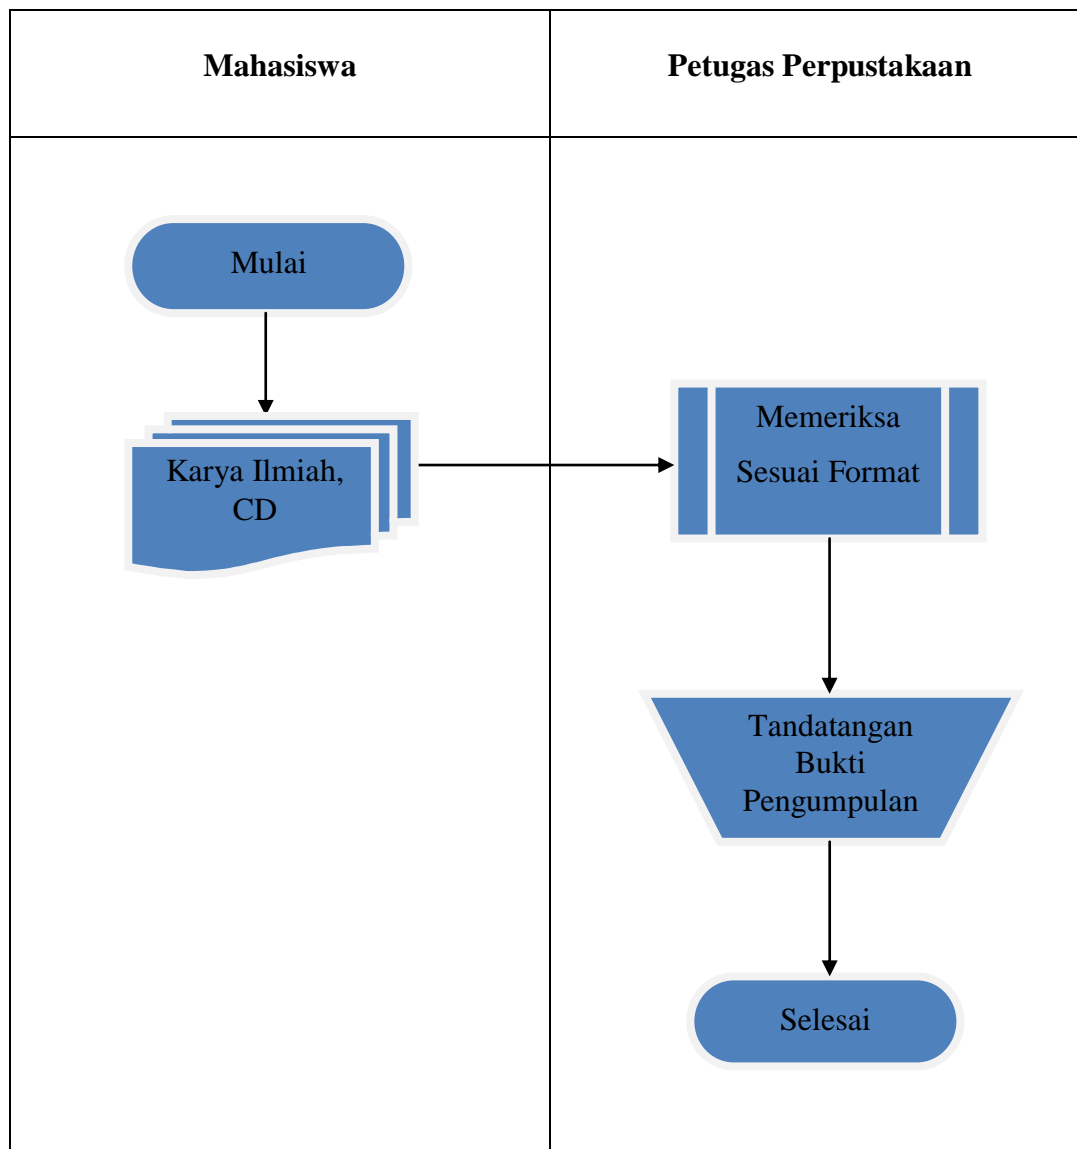 Mahasiswa
Petugas Perpustakaan
Mulai
Karya Ilmiah,
CD
Memeriksa
Sesuai Format
Tandatangan
Bukti
Pengumpulan
Selesai